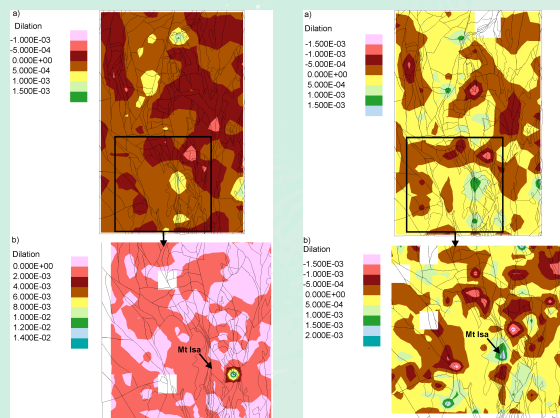 a)
Dilation
-1.000E-03
-5.000E-04
0.000E+00
5.000E-04
1.000E-03
1.500E-03
b)
Dilation
0.000E+00
2.000E-03
4.000E-03
6.000E-03
8.000E-03
1.000E-02
1.200E-02
1.400E-02
Mt Isa
a)
Dilation
-1.500E-03
-1.000E-03
-5.000E-04
0.000E+00
5.000E-04
1.000E-03
1.500E-03
b)
Dilation
-1.500E-03
-1.000E-03
-5.000E-04
0.000E+00
5.000E-04
1.000E-03
1.500E-03
2.000E-03
Mt Isa